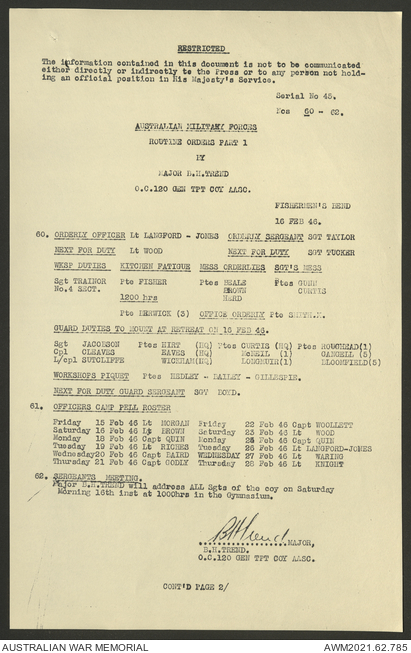 RESTRICTED
The information contained in this document is not to be communicated
either directly or indirectly to the Press or to any person not hold-
ing an official position in His Majesty's Service.
Serial No 45.
Nos 60 - 62.
AUSTRALIAN MILITARY FORCES
ROUTINE ORDERS PART 1
BY
MAJOR B.H.TREND
O.C.120 GEN TPT COY AASC.
FISHERMEN'S BEND
16 FEB 46.
60. ORDERLY OFFICER Lt LANGFORD - JONES ORDERLY SERGEANT SGT TAYLOR
NEXT FOR DUTY Lt WOOD NEXT FOR DUTY SGT TUCKER
WKSP DUTIES KITCHEN FATIGUE MESS ORDERLIES SGT'S MESS
Sgt TRAINOR Pte FISHER Ptes BEALE Ptes GUNN
No.4 SECT. BROWN CURTIS
1200 hrs HERD
Pte RENWICK (3) OFFICE ORDERLY Pte SMITH.K.
GUARD DUTIES TO MOUNT AT RETREAT ON 16 FEB 46.
Sgt JACOBSON Ptes HIRT (HQ) Ptes CURTIS (HQ) Ptes ROUGHEAD(1)
Cpl CLEAVES EAVES (HQ) McNEIL (1) CANGELL (5)
L/cpl SUTCLIFFE WICKHAM(HQ) LONGMUIR(1) BLOOMFIELD(5)
WORKSHOPS PIQUET Ptes MEDLEY - BAILEY - GILLESPIE.
NEXT FOR DUTY GUARD SERGEANT SGT BOYD.
61. OFFICERS CAMP PELL ROSTER
Friday 15 Feb 46 Lt MORGAN Friday 22 Feb 46 Capt WOOLLETT
Saturday 16 Feb 46 Lt BROWN Saturday 23 Feb 46 Lt WOOD
Monday 18 Feb 46 Capt QUIN Monday 25 Feb 46 Capt QUIN
Tuesday 19 Feb 46 Lt RICHES Tuesday 26 Feb 46 Lt LANGFORD-JONES
Wednesday20 Feb 46 Capt BAIRD WEDNESDAY 27 Feb 46 Lt WARING
Thursday 21 Feb 46 Capt GODLY Thursday 28 Feb 46 Lt KNIGHT
62. SERGEANTS MEETING.
Major B.H.TREND will address ALL Sgts of the coy on Saturday
Morning 16th inst at 1000hrs in the Gymnasium.
BHTrend
MAJOR,
B.H.TREND.
O.C.120 GEN TPT COY AASC.
CONT'D PAGE 2/
AUSTRALIAN WAR MEMORIAL AWM2021.62.785